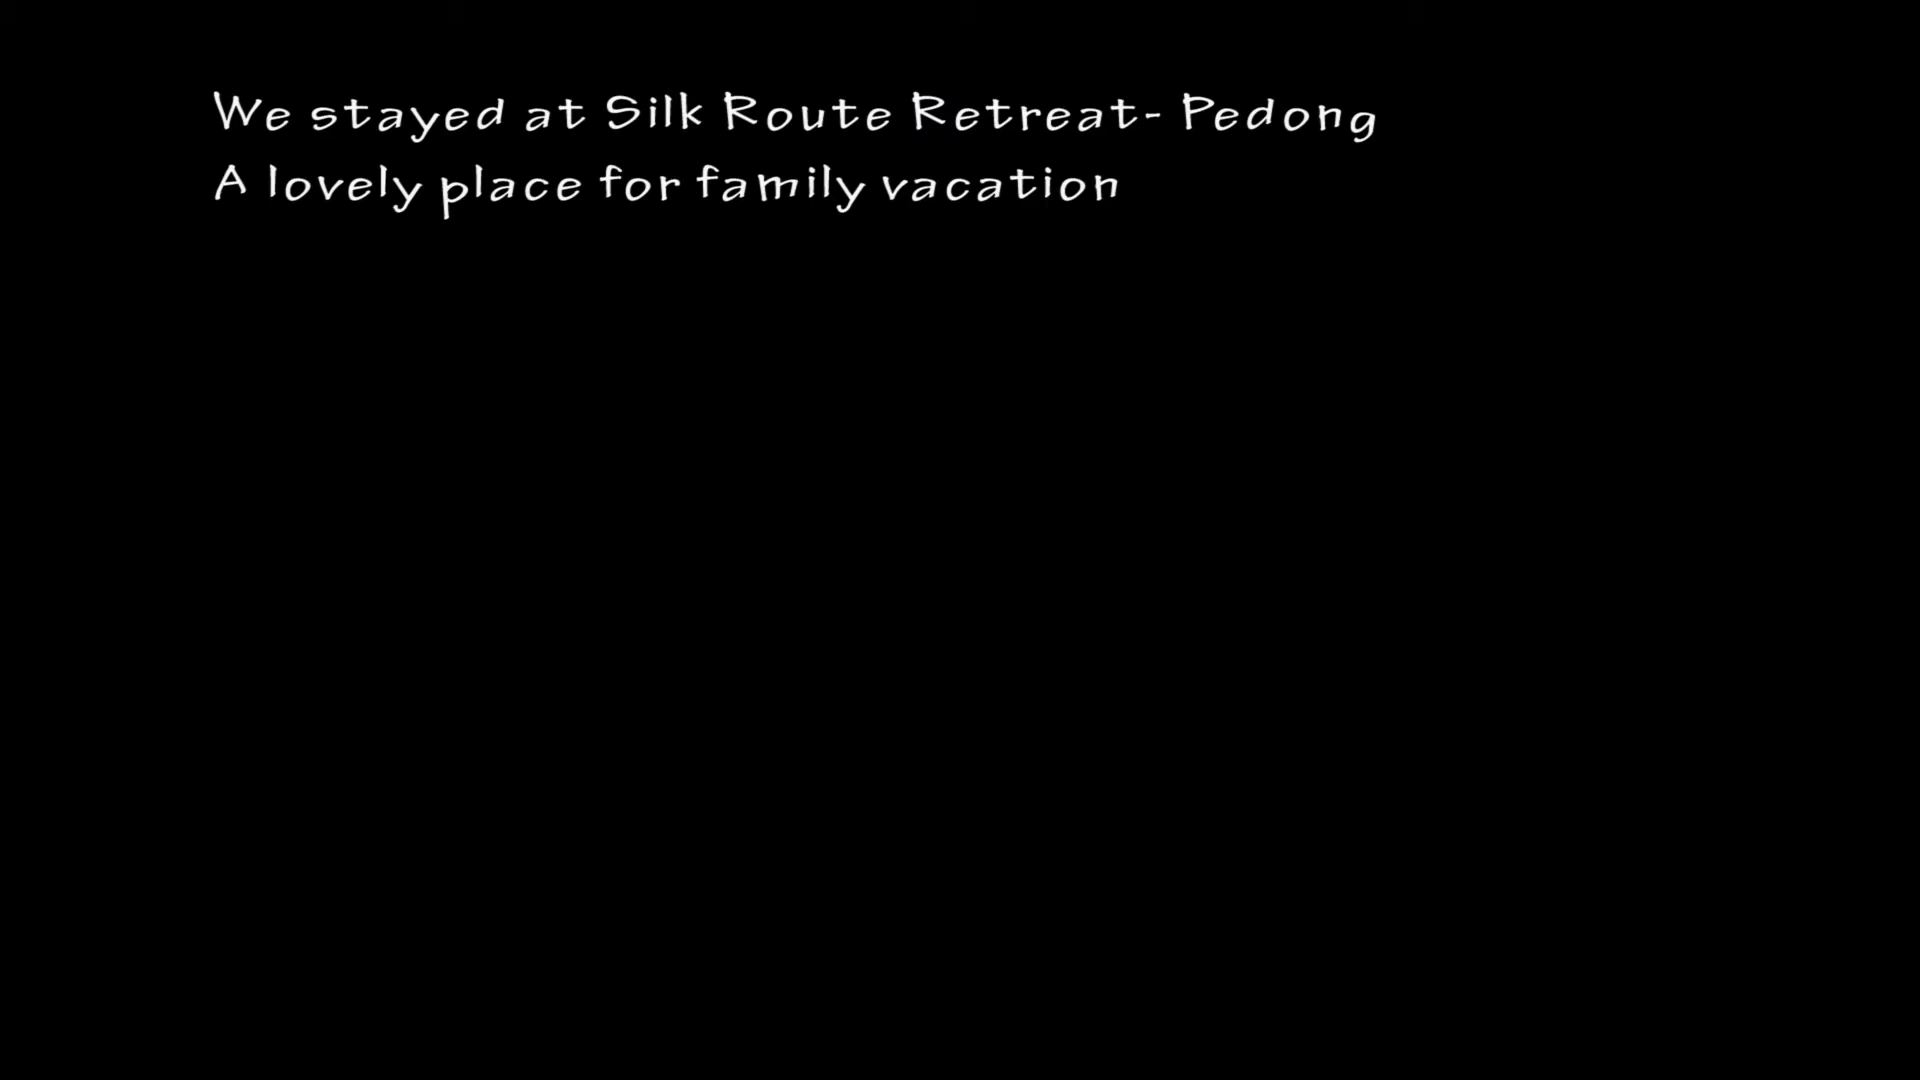 We stayed at Silk Route Retreat- Pedong
A lovely place for family vacation